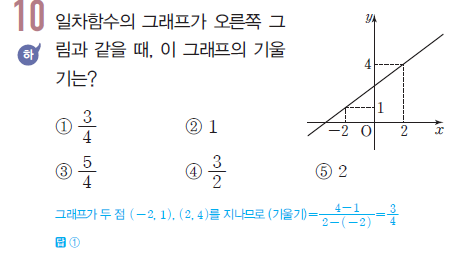 10
하
일차함수의 그래프가 오른쪽 그
림과 같을 때, 이 그래프의 기울
기는?
① 3/4
② 1
③ 5/4
④ 3/2
⑤ 2
y
4
1
-2
O
2
x
그래프가 두 점 (-2, 1), (2, 4)를 지나므로 (기울기)=4-1/2-(-2)=3/4
답 ①